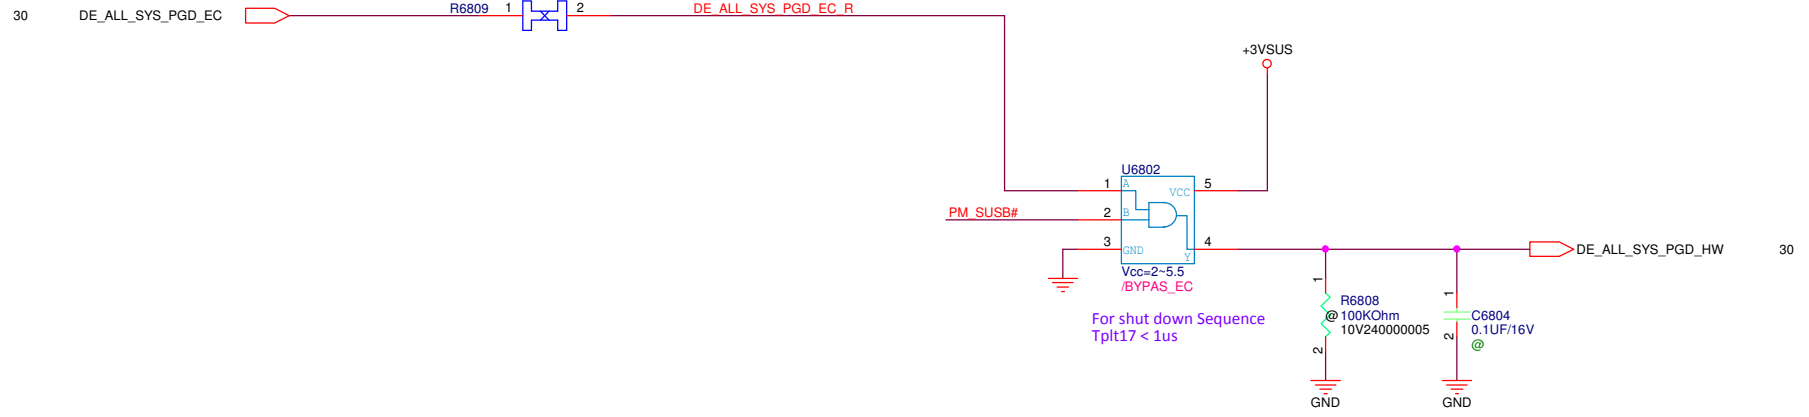 30 DE_ALL_SYS_PGD_EC R6809 1 2 DE_ALL_SYS_PGD_EC_R
+3VSUS
U6802
1 A VCC 5
PM_SUSB# 2 B
3 GND Y 4 DE_ALL_SYS_PGD_HW 30
Vcc=2~5.5
/BYPAS_EC
For shut down Sequence
Tplt17 < 1us
1 R6808
@ 100KOhm
10V240000005
2
GND
1 C6804
0.1UF/16V
2 @
GND